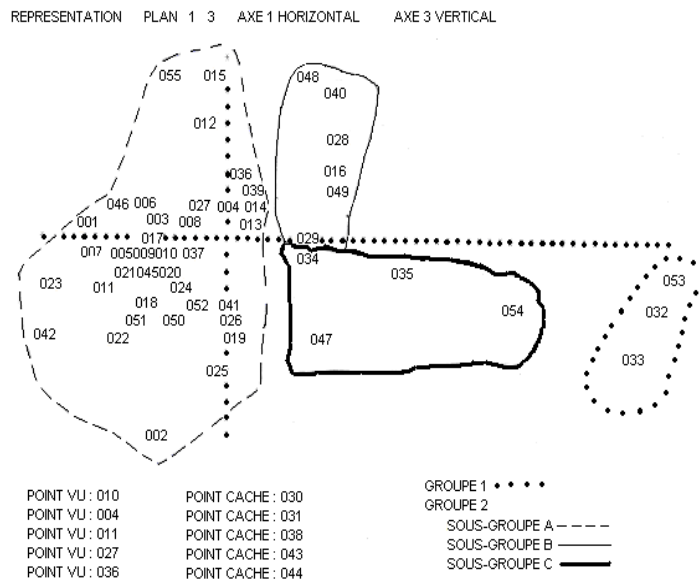 REPRESENTATION PLAN 1 3 AXE 1 HORIZONTAL AXE 3 VERTICAL
055 015 048
040
012
028
036 016
039 049
046 006 027 004 014
001 003 008 013
017 029
007 005009010 037 034
021045020 035
023 011 024 053
018 052 041 054 032
051 050 026
042 022 019 047
033
025
002
POINT VU : 010 POINT CACHE : 030
POINT VU : 004 POINT CACHE : 031
POINT VU : 011 POINT CACHE : 038
POINT VU : 027 POINT CACHE : 043
POINT VU : 036 POINT CACHE : 044
GROUPE 1
GROUPE 2
SOUS-GROUPE A
SOUS-GROUPE B
SOUS-GROUPE C